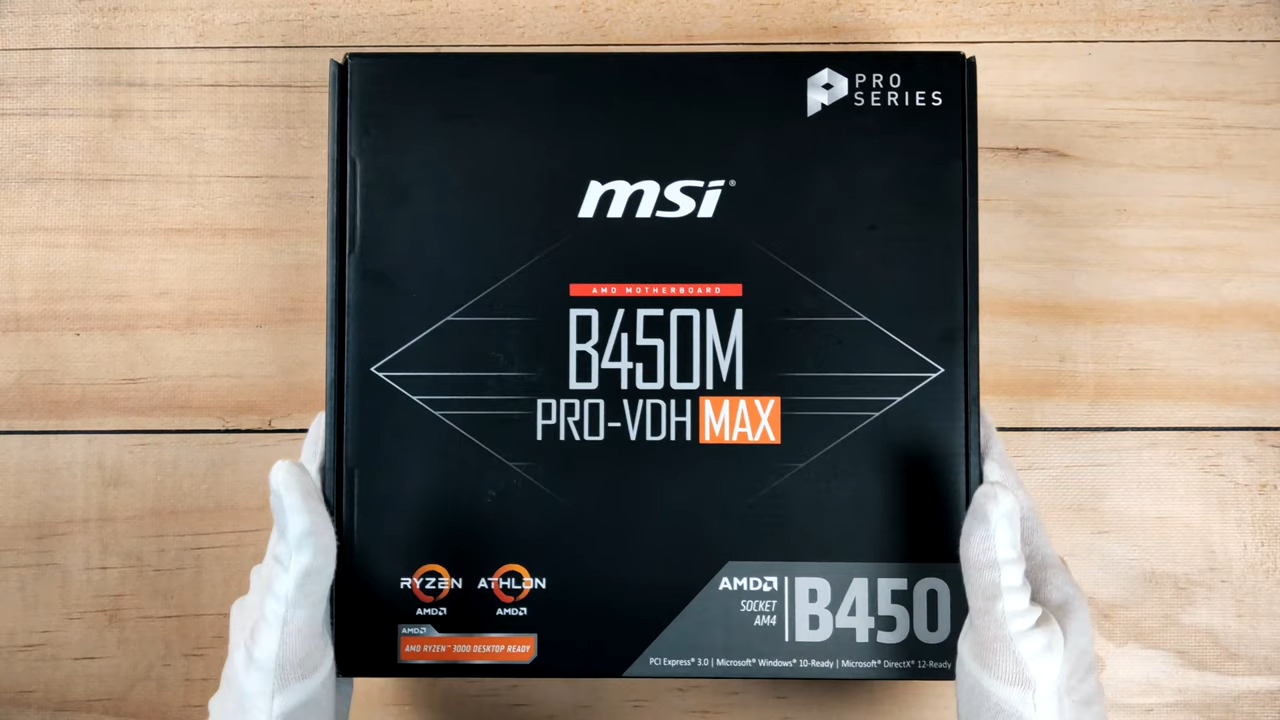 PRO
SERIES
msi®
AMD MOTHERBOARD
B450M
PRO-VDH MAX
RYZEN
AMD
ATHLON
AMD
AMD
AMD RYZEN™ 3000 DESKTOP READY
AMD
SOCKET
AM4
B450
PCI Express® 3.0 | Microsoft® Windows® 10-Ready | Microsoft® DirectX® 12-Ready